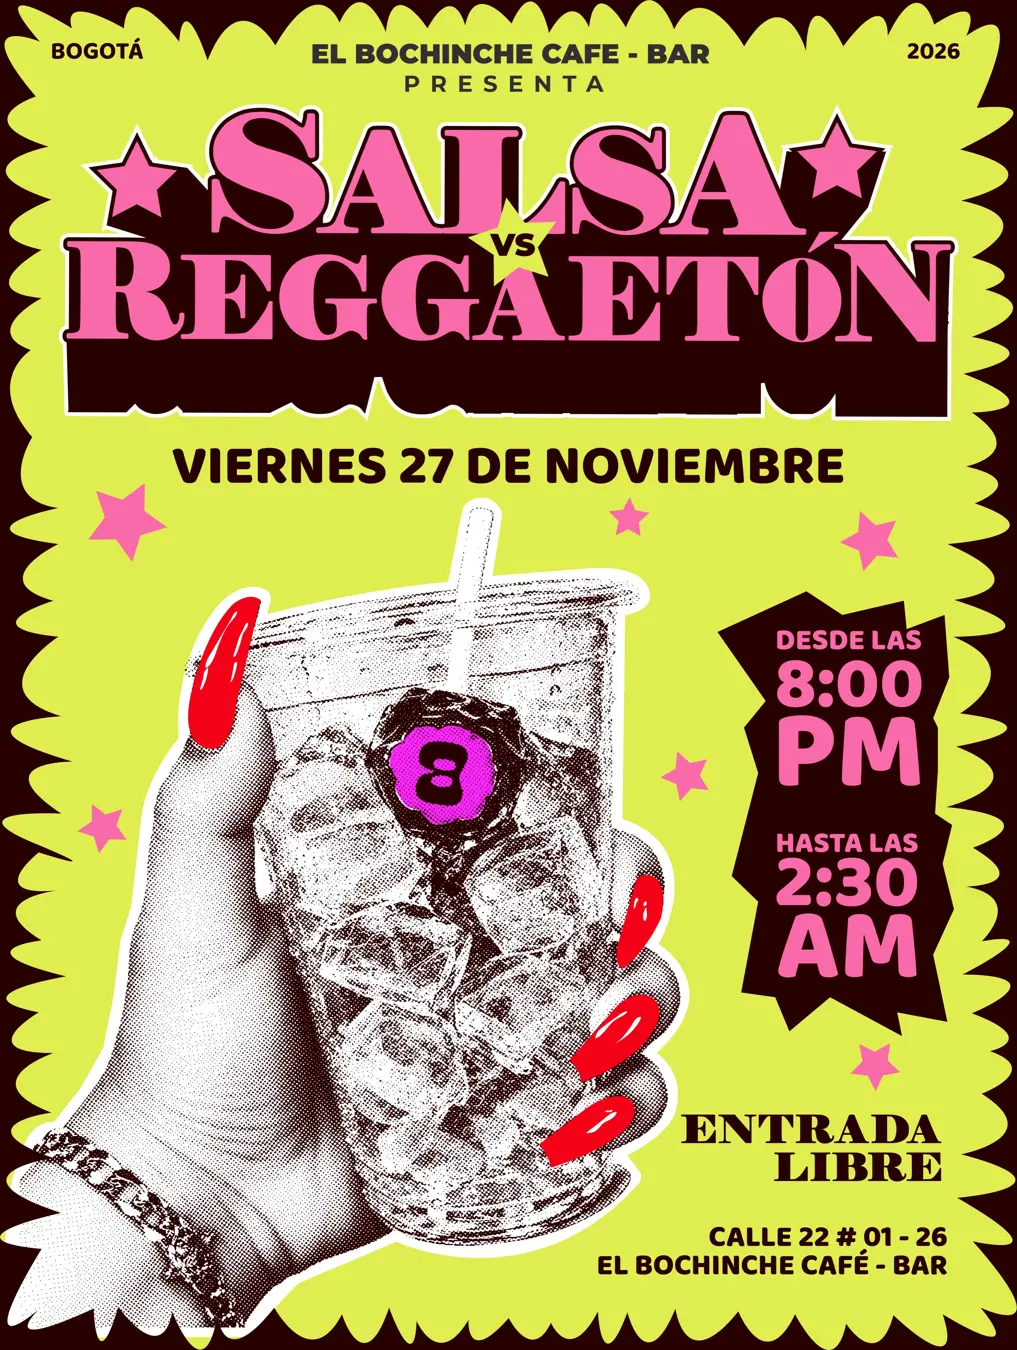 BOGOTÁ
EL BOCHINCHE CAFE - BAR
2026
PRESENTA
SALSA
VS
REGGAETÓN
VIERNES 27 DE NOVIEMBRE
DESDE LAS
8:00
PM
8
HASTA LAS
2:30
AM
ENTRADA
LIBRE
CALLE 22 # 01 - 26
EL BOCHINCHE CAFÉ - BAR